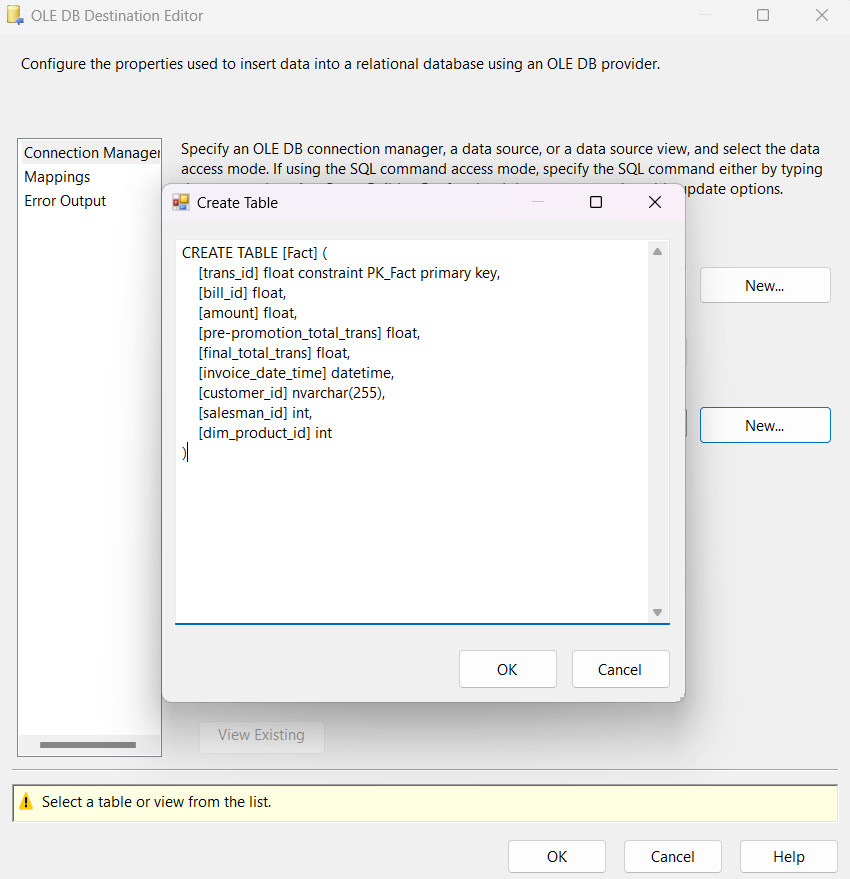 OLE DB Destination Editor
Configure the properties used to insert data into a relational database using an OLE DB provider.
Connection Manager
Mappings
Error Output
Specify an OLE DB connection manager, a data source, or a data source view, and select the data
access mode. If using the SQL command access mode, specify the SQL command either by typing
update options.
Create Table
CREATE TABLE [Fact] (
[trans_id] float constraint PK_Fact primary key,
[bill_id] float,
[amount] float,
[pre-promotion_total_trans] float,
[final_total_trans] float,
[invoice_date_time] datetime,
[customer_id] nvarchar(255),
[salesman_id] int,
[dim_product_id] int
)
New...
New...
OK
Cancel
View Existing
Select a table or view from the list.
OK
Cancel
Help